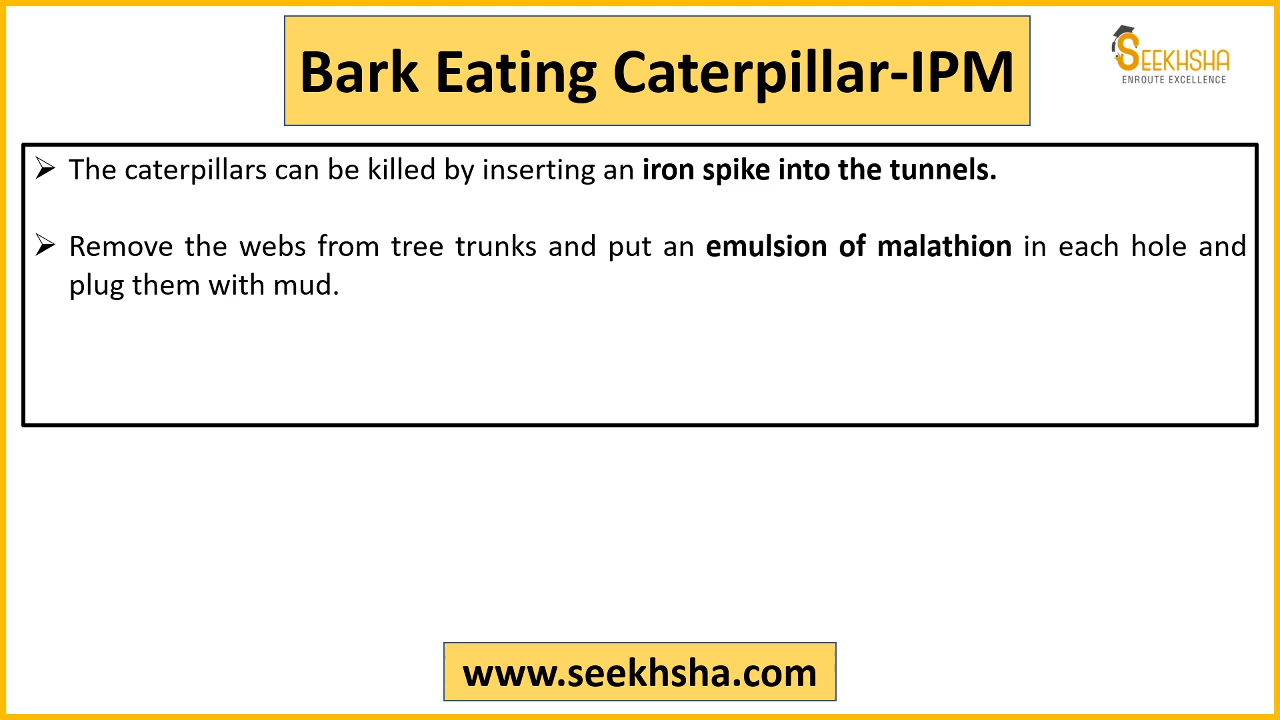 Bark Eating Caterpillar-IPM
SEEKHSHA
ENROUTE EXCELLENCE
➢ The caterpillars can be killed by inserting an iron spike into the tunnels.
➢ Remove the webs from tree trunks and put an emulsion of malathion in each hole and
plug them with mud.
www.seekhsha.com